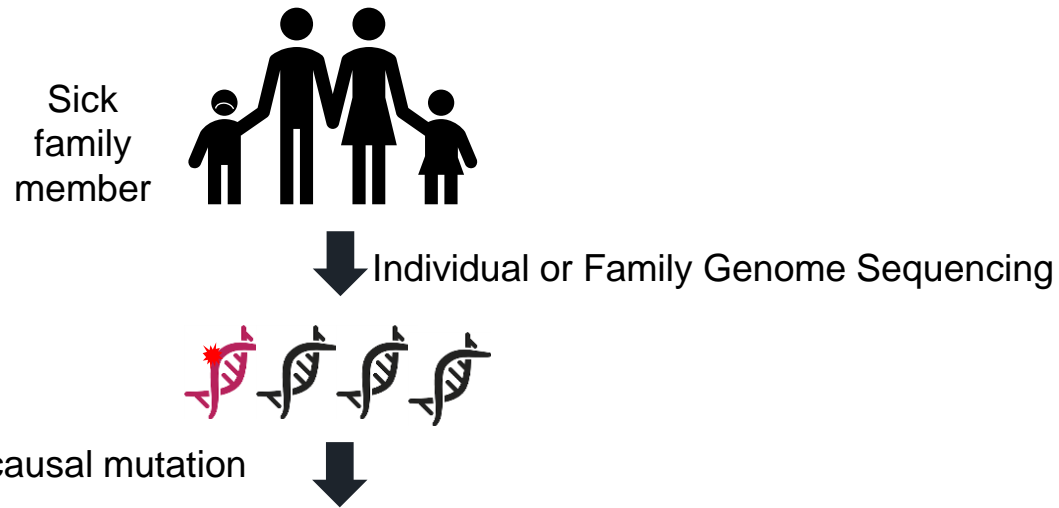 Sick
family
member
Individual or Family Genome Sequencing
causal mutation